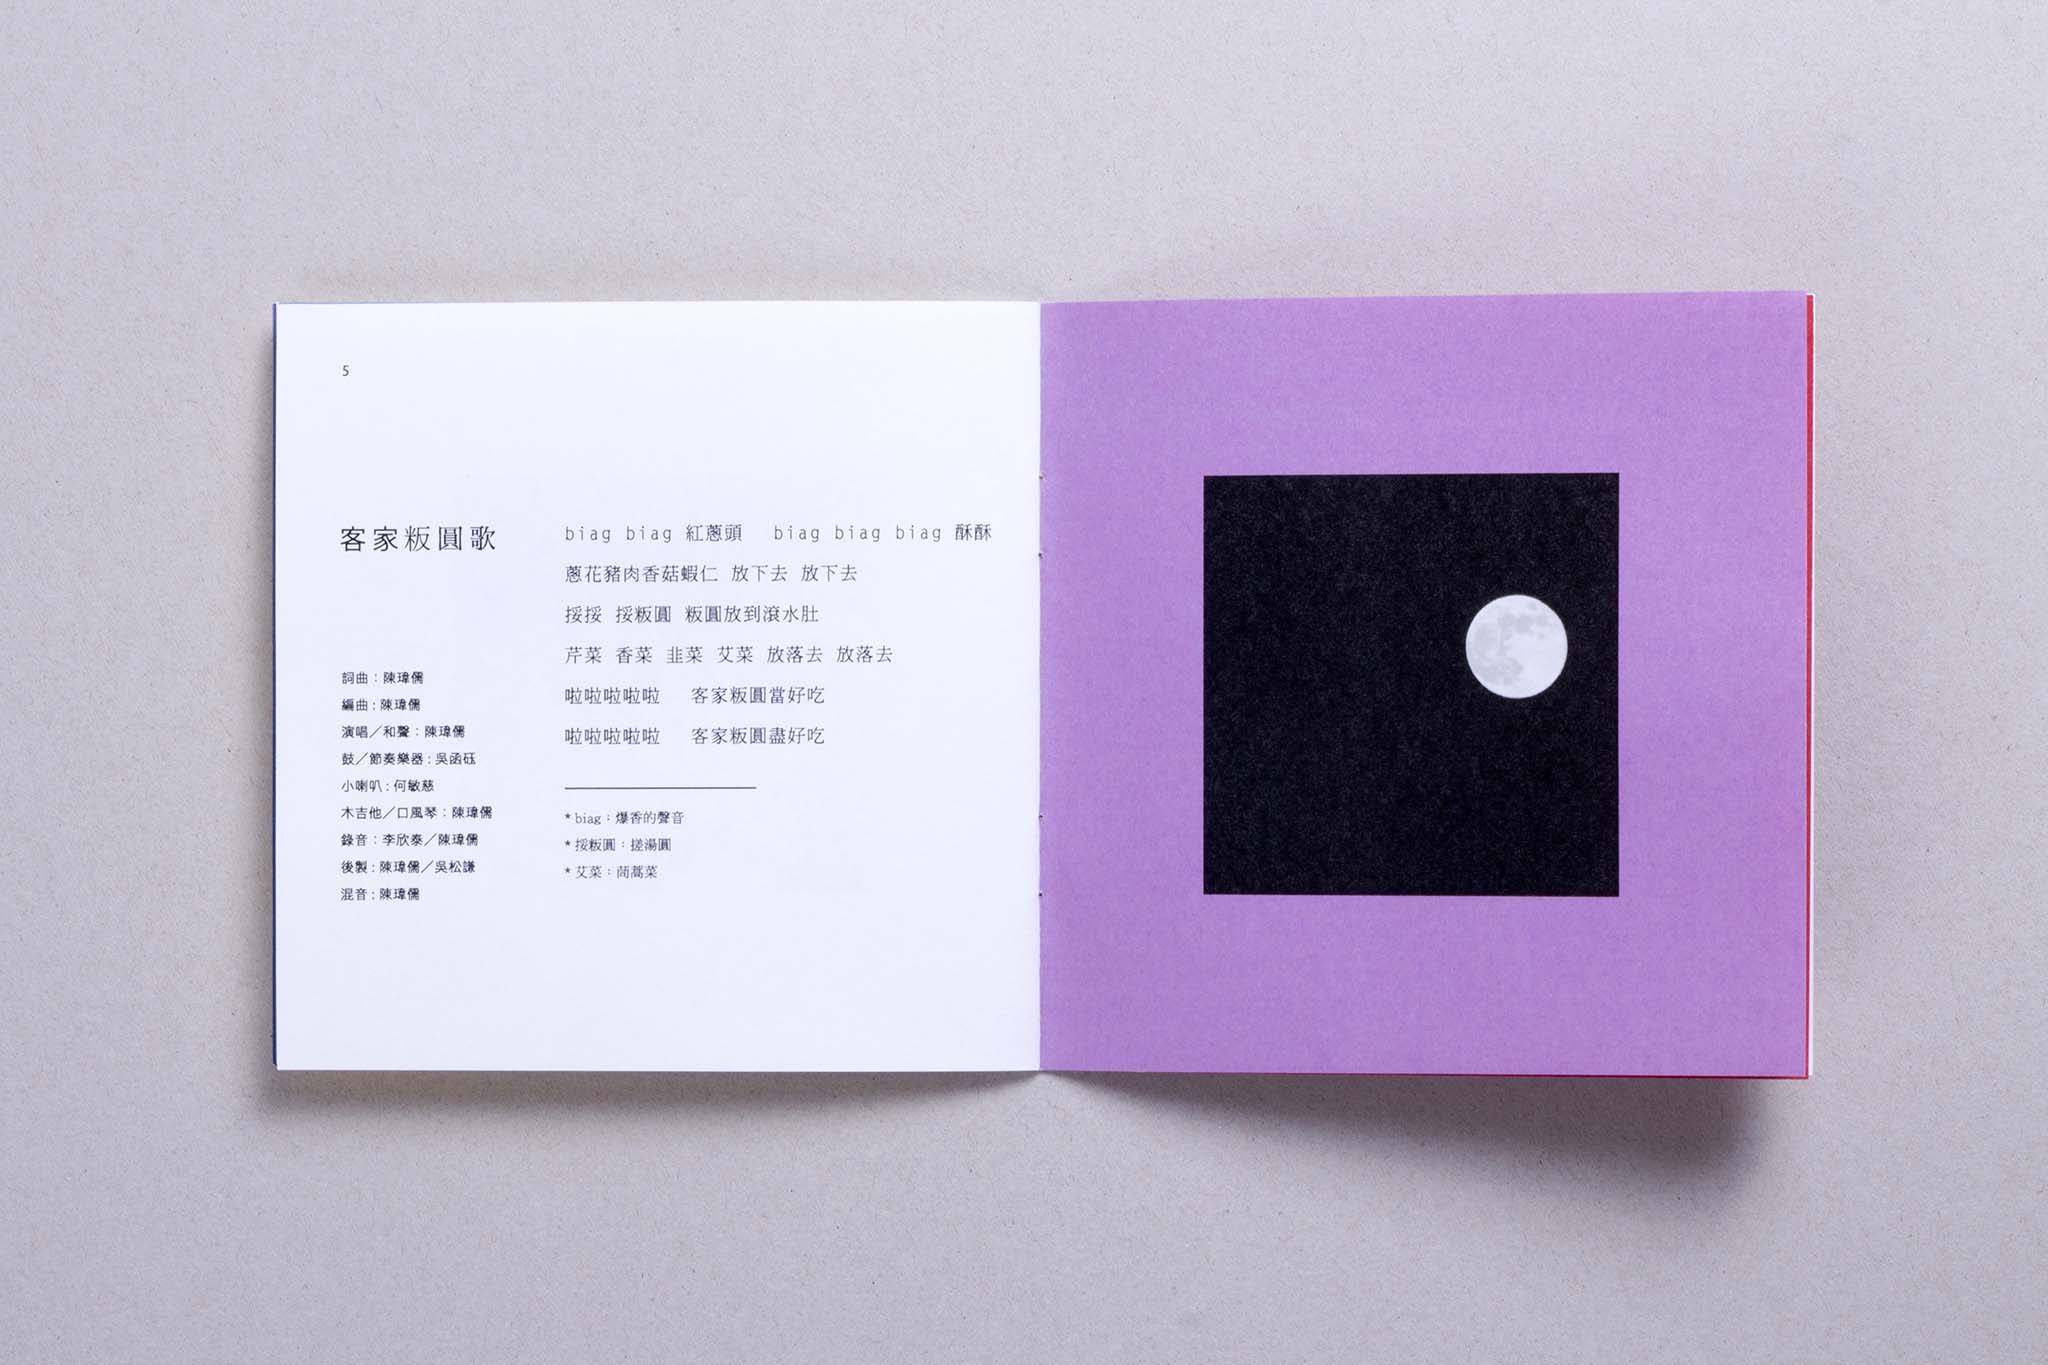 5
客家粄圓歌
biag biag 紅蔥頭 biag biag biag 酥酥
蔥花豬肉香菇蝦仁 放下去 放下去
挼挼 挼粄圓 粄圓放到滾水肚
芹菜 香菜 韭菜 艾菜 放落去 放落去
啦啦啦啦啦 客家粄圓當好吃
啦啦啦啦啦 客家粄圓盡好吃
* biag：爆香的聲音
* 挼粄圓：搓湯圓
* 艾菜：茼蒿菜
詞曲：陳瑋儒
編曲：陳瑋儒
演唱／和聲：陳瑋儒
鼓／節奏樂器：吳函砡
小喇叭：何敏慈
木吉他／口風琴：陳瑋儒
錄音：李欣泰／陳瑋儒
後製：陳瑋儒／吳松謙
混音：陳瑋儒